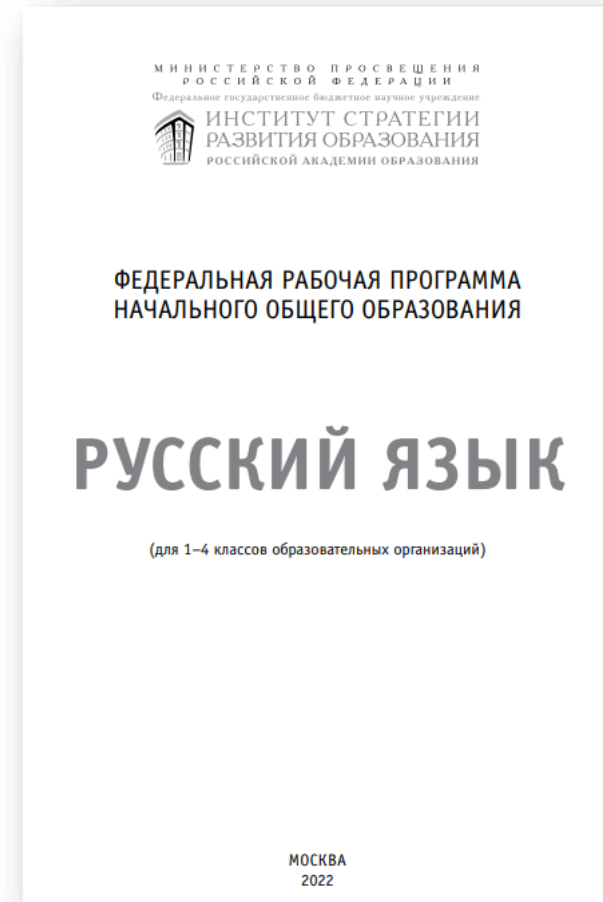 МИНИСТЕРСТВО ПРОСВЕЩЕНИЯ
РОССИЙСКОЙ ФЕДЕРАЦИИ
Федеральное государственное бюджетное научное учреждение
ИНСТИТУТ СТРАТЕГИИ
РАЗВИТИЯ ОБРАЗОВАНИЯ
РОССИЙСКОЙ АКАДЕМИИ ОБРАЗОВАНИЯ
ФЕДЕРАЛЬНАЯ РАБОЧАЯ ПРОГРАММА
НАЧАЛЬНОГО ОБЩЕГО ОБРАЗОВАНИЯ
РУССКИЙ ЯЗЫК
(для 1–4 классов образовательных организаций)
МОСКВА
2022